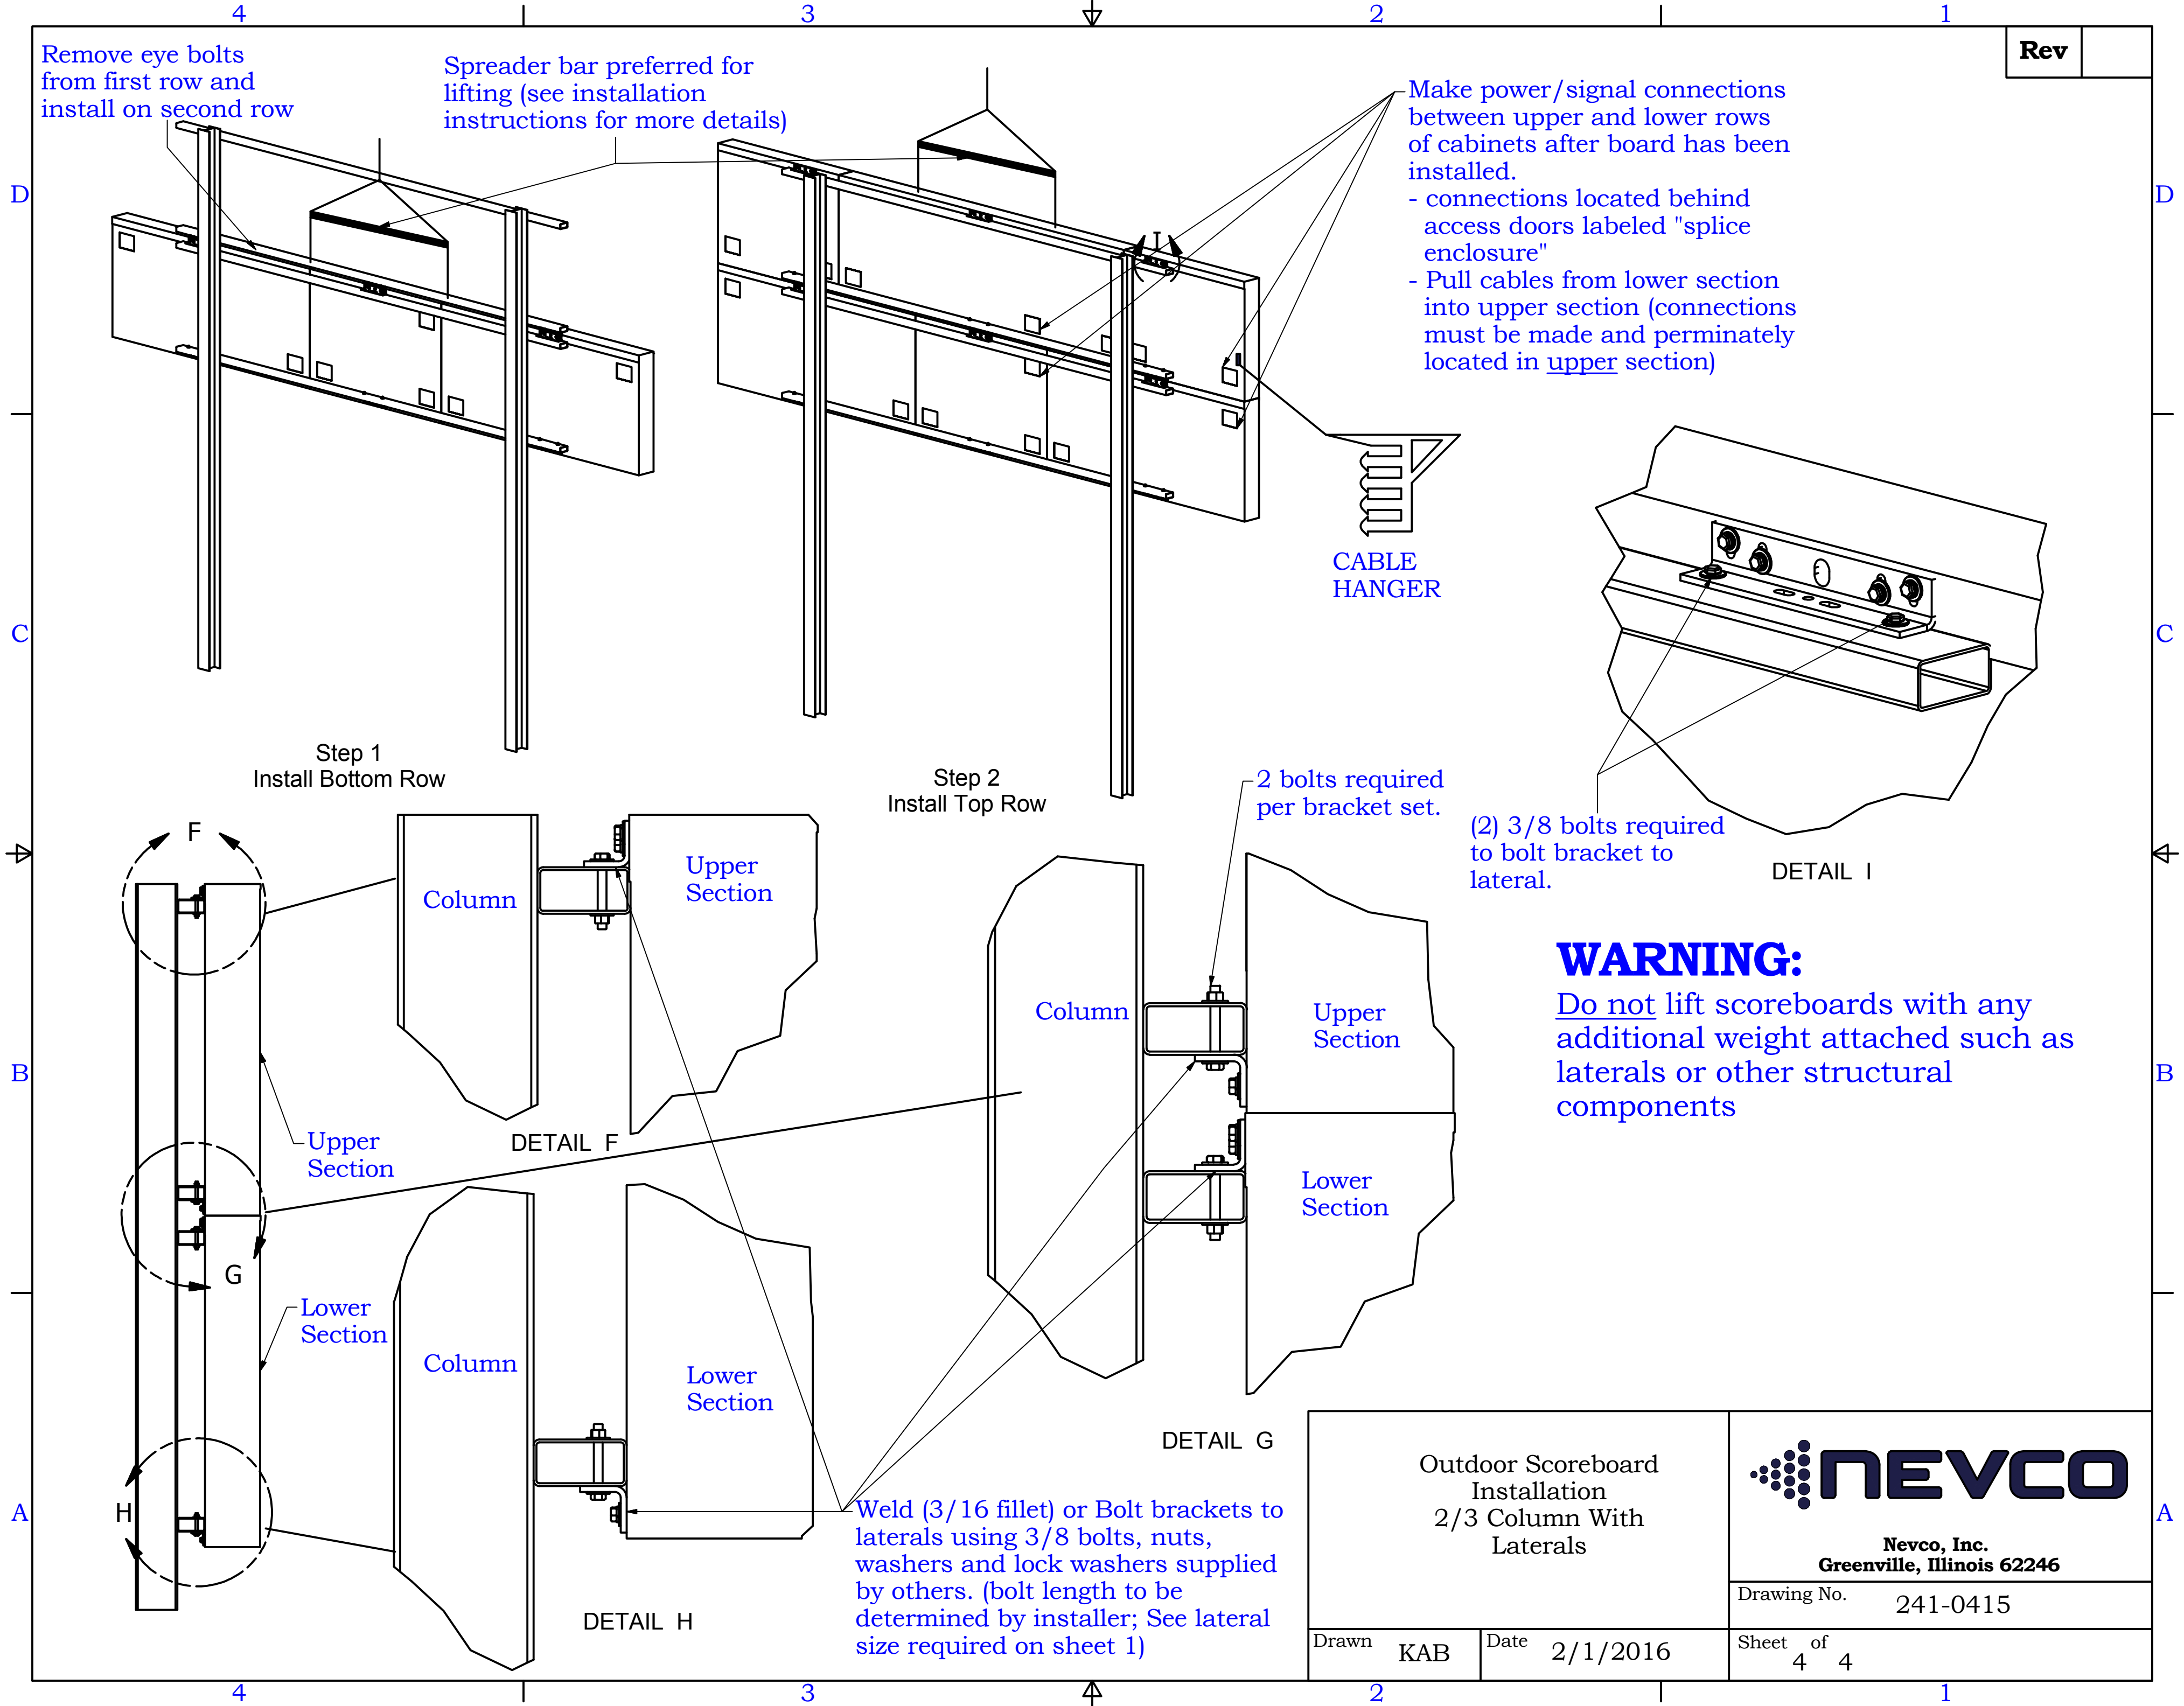 4
3
2
1
Rev
Remove eye bolts
from first row and
install on second row
Spreader bar preferred for
lifting (see installation
instructions for more details)
Make power/signal connections
between upper and lower rows
of cabinets after board has been
installed.
- connections located behind
access doors labeled "splice
enclosure"
- Pull cables from lower section
into upper section (connections
must be made and perminately
located in upper section)
D
D
I
CABLE
HANGER
C
C
Step 1
Install Bottom Row
Step 2
Install Top Row
2 bolts required
per bracket set.
(2) 3/8 bolts required
to bolt bracket to
lateral.
DETAIL I
F
Column
Upper
Section
DETAIL F
Upper
Section
Column
Upper
Section
Lower
Section
DETAIL G
WARNING:
Do not lift scoreboards with any
additional weight attached such as
laterals or other structural
components
B
B
G
Lower
Section
Column
Lower
Section
H
DETAIL H
Weld (3/16 fillet) or Bolt brackets to
laterals using 3/8 bolts, nuts,
washers and lock washers supplied
by others. (bolt length to be
determined by installer; See lateral
size required on sheet 1)
A
A
Outdoor Scoreboard
Installation
2/3 Column With
Laterals
NEVCO
Nevco, Inc.
Greenville, Illinois 62246
Drawing No. 241-0415
Drawn KAB
Date 2/1/2016
Sheet of
4 4
4
3
2
1